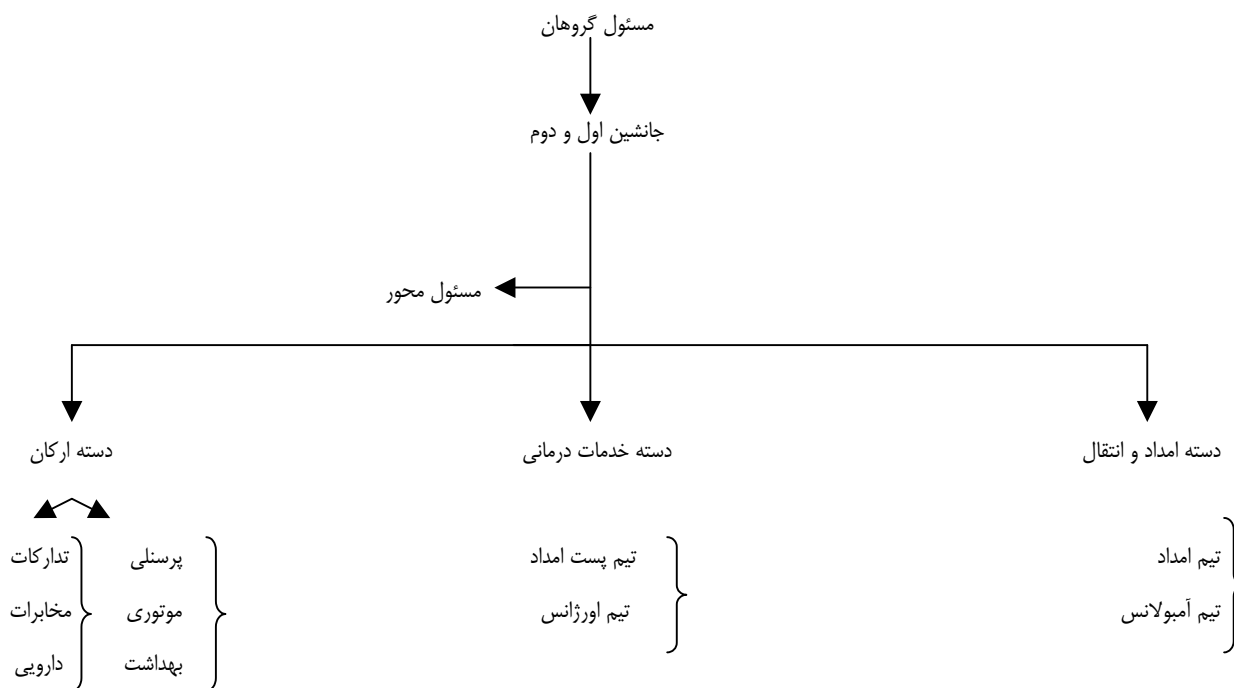 مسئول گروهان
جانشین اول و دوم
مسئول محور
دسته امداد و انتقال
دسته خدمات درمانی
دسته ارکان
تیم امداد
تیم آمبولانس
تیم پست امداد
تیم اورژانس
پرسنلی
موتوری
بهداشت
تدارکات
مخابرات
دارویی